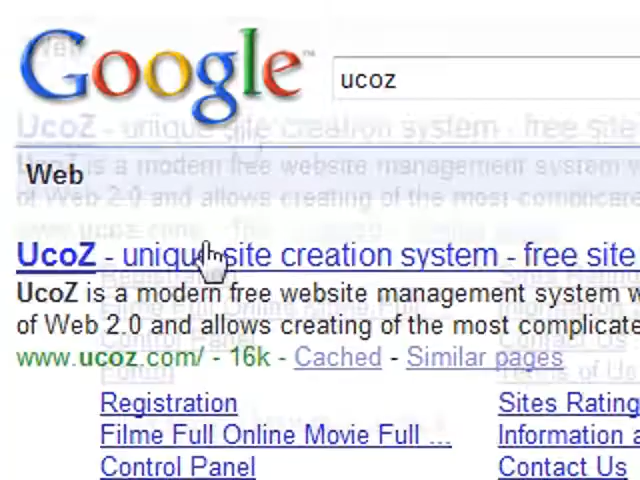 Google™
ucoz
Web
UcoZ - unique site creation system - free site
UcoZ is a modern free website management system w
of Web 2.0 and allows creating of the most complicate
www.ucoz.com/ - 16k - Cached - Similar pages
Registration
Sites Rating
Filme Full Online Movie Full ...
Information a
Control Panel
Contact Us